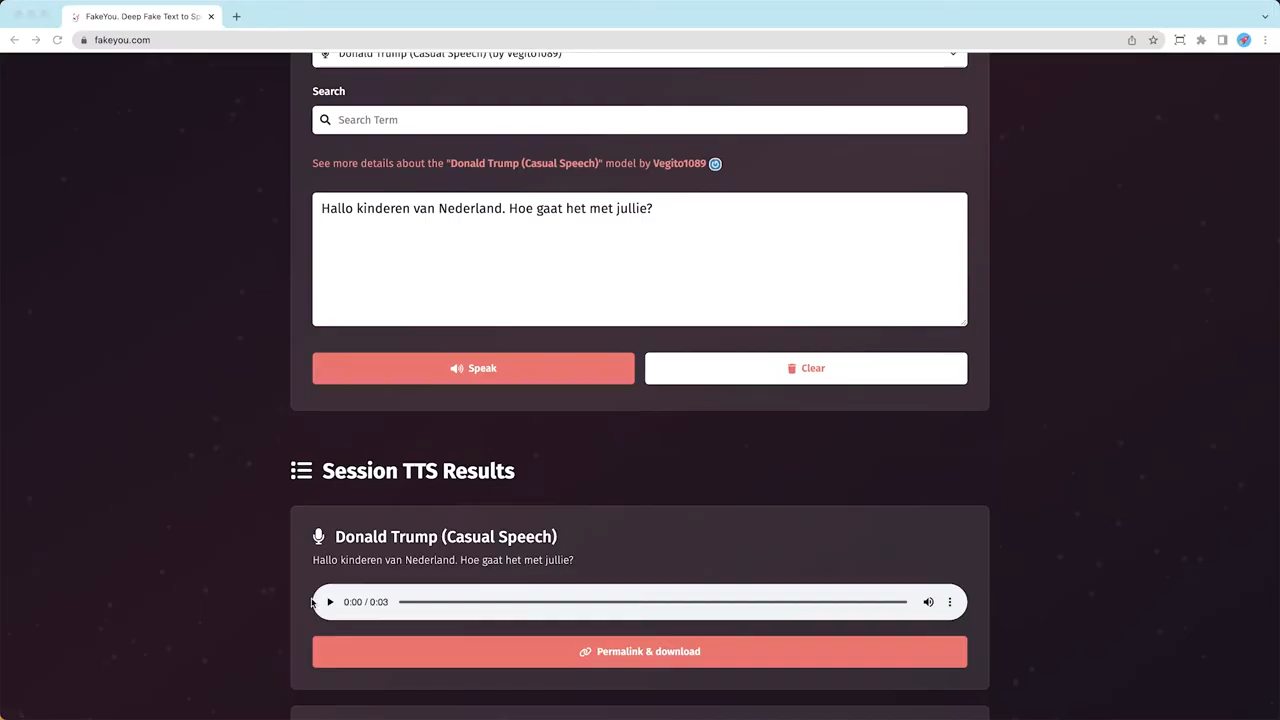 FakeYou. Deep Fake Text to Sp
fakeyou.com
Donald Trump (Casual Speech) (by Vegito1089)
Search
Search Term
See more details about the "Donald Trump (Casual Speech)" model by Vegito1089
Hallo kinderen van Nederland. Hoe gaat het met jullie?
Speak
Clear
Session TTS Results
Donald Trump (Casual Speech)
Hallo kinderen van Nederland. Hoe gaat het met jullie?
0:00 / 0:03
Permalink & download